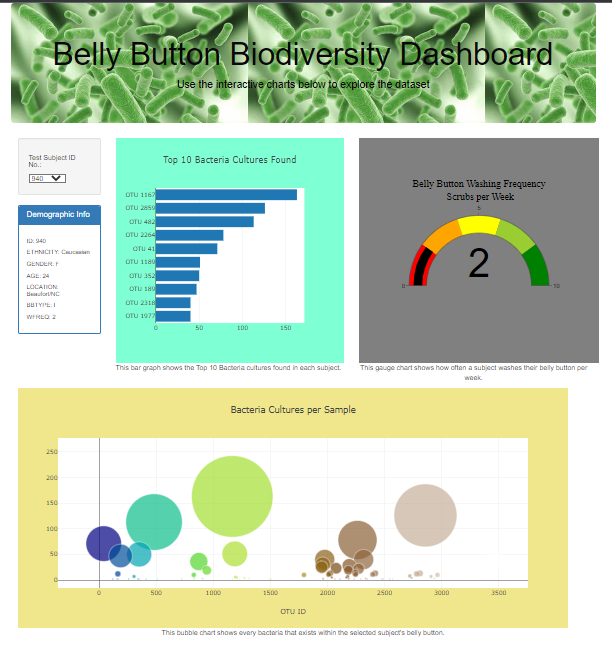 Belly Button Biodiversity Dashboard
Use the interactive charts below to explore the dataset
Test Subject ID
No.:
940
Demographic Info
ID: 940
ETHNICITY: Caucasian
GENDER: F
AGE: 24
LOCATION:
Beaufort/NC
BBTYPE: I
WFREQ: 2
Top 10 Bacteria Cultures Found
OTU 1167
OTU 2859
OTU 482
OTU 2264
OTU 41
OTU 1189
OTU 352
OTU 189
OTU 2318
OTU 1977
0 50 100 150
This bar graph shows the Top 10 Bacteria cultures found in each subject.
Belly Button Washing Frequency
Scrubs per Week
5
2
0 10
This gauge chart shows how often a subject washes their belly button per
week.
Bacteria Cultures per Sample
250
200
150
100
50
0
0 500 1000 1500 2000 2500 3000 3500
OTU ID
This bubble chart shows every bacteria that exists within the selected subject's belly button.